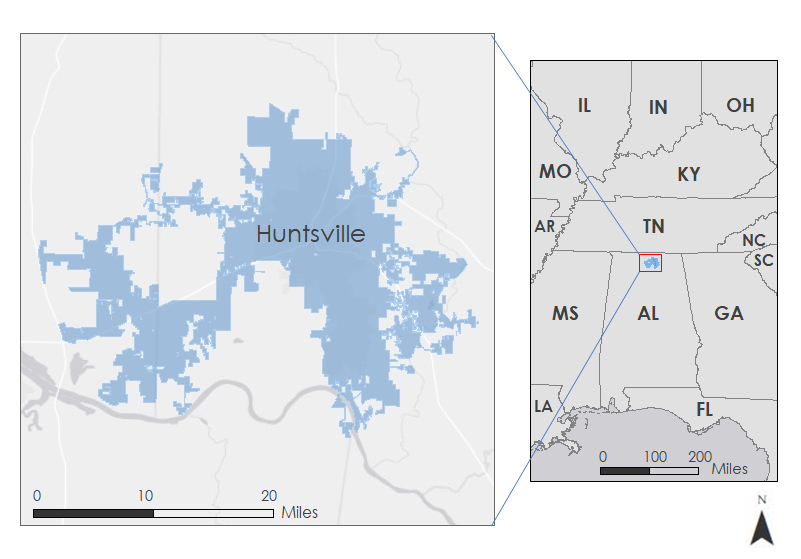 Huntsville
0 10 20
Miles
IL IN OH
MO KY
AR TN NC
SC
MS AL GA
LA FL
0 100 200
Miles
N